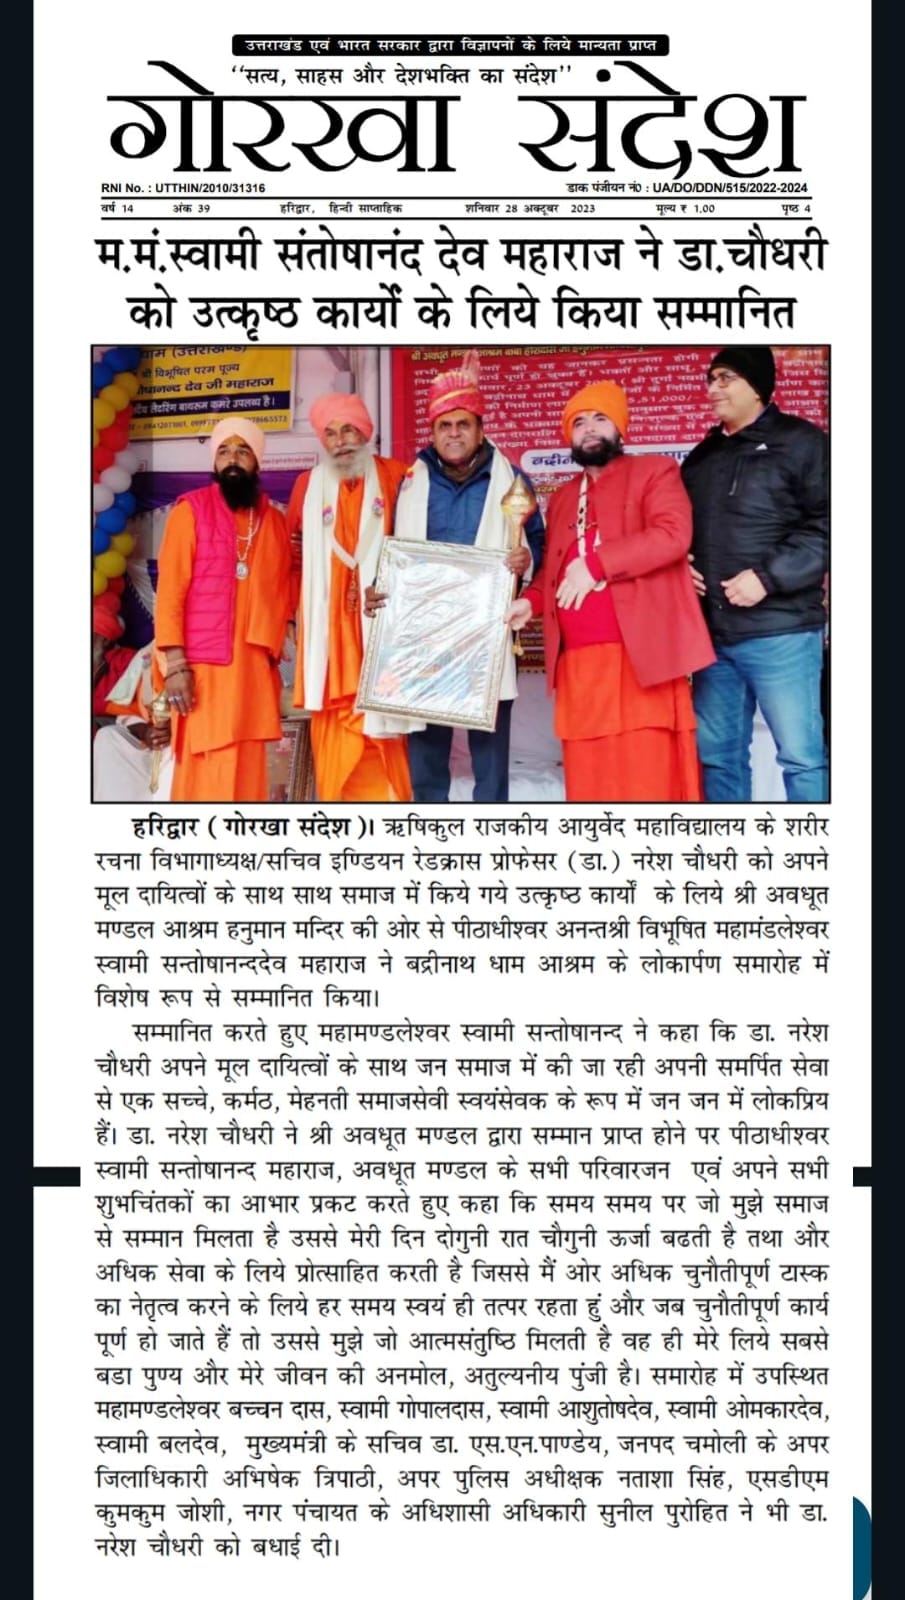 उत्तराखंड एवं भारत सरकार द्वारा विज्ञापनों के लिये मान्यता प्राप्त
“सत्य, साहस और देशभक्ति का संदेश”
गोरखा संदेश
RNI No. : UTTHIN/2010/31316 डाक पंजीयन नं0 : UA/DO/DDN/515/2022-2024
वर्ष 14 अंक 39 हरिद्वार, हिन्दी साप्ताहिक शनिवार 28 अक्टूबर 2023 मूल्य ₹ 1.00 पृष्ठ 4
म.मं.स्वामी संतोषानंद देव महाराज ने डा.चौधरी
को उत्कृष्ठ कार्यों के लिये किया सम्मानित
धाम (उत्तराखण्ड)
श्री विभूषित परम पूज्य
देव जी महाराज
लैटरिंग बाथरूम कमरे उपलब्ध है।
हरिद्वार ( गोरखा संदेश )। ऋषिकुल राजकीय आयुर्वेद महाविद्यालय के शरीर
रचना विभागाध्यक्ष/सचिव इण्डियन रेडक्रास प्रोफेसर (डा.) नरेश चौधरी को अपने
मूल दायित्वों के साथ साथ समाज में किये गये उत्कृष्ठ कार्यों के लिये श्री अवधूत
मण्डल आश्रम हनुमान मन्दिर की ओर से पीठाधीश्वर अनन्तश्री विभूषित महामंडलेश्वर
स्वामी सन्तोषानन्ददेव महाराज ने बद्रीनाथ धाम आश्रम के लोकार्पण समारोह में
विशेष रूप से सम्मानित किया।
सम्मानित करते हुए महामण्डलेश्वर स्वामी सन्तोषानन्द ने कहा कि डा. नरेश
चौधरी अपने मूल दायित्वों के साथ जन समाज में की जा रही अपनी समर्पित सेवा
से एक सच्चे, कर्मठ, मेहनती समाजसेवी स्वयंसेवक के रूप में जन जन में लोकप्रिय
हैं। डा. नरेश चौधरी ने श्री अवधूत मण्डल द्वारा सम्मान प्राप्त होने पर पीठाधीश्वर
स्वामी सन्तोषानन्द महाराज, अवधूत मण्डल के सभी परिवारजन एवं अपने सभी
शुभचिंतकों का आभार प्रकट करते हुए कहा कि समय समय पर जो मुझे समाज
से सम्मान मिलता है उससे मेरी दिन दोगुनी रात चौगुनी ऊर्जा बढती है तथा और
अधिक सेवा के लिये प्रोत्साहित करती है जिससे मैं ओर अधिक चुनौतीपूर्ण टास्क
का नेतृत्व करने के लिये हर समय स्वयं ही तत्पर रहता हुं और जब चुनौतीपूर्ण कार्य
पूर्ण हो जाते हैं तो उससे मुझे जो आत्मसंतुष्ठि मिलती है वह ही मेरे लिये सबसे
बडा पुण्य और मेरे जीवन की अनमोल, अतुल्यनीय पुंजी है। समारोह में उपस्थित
महामण्डलेश्वर बच्चन दास, स्वामी गोपालदास, स्वामी आशुतोषदेव, स्वामी ओमकारदेव,
स्वामी बलदेव, मुख्यमंत्री के सचिव डा. एस.एन.पाण्डेय, जनपद चमोली के अपर
जिलाधिकारी अभिषेक त्रिपाठी, अपर पुलिस अधीक्षक नताशा सिंह, एसडीएम
कुमकुम जोशी, नगर पंचायत के अधिशासी अधिकारी सुनील पुरोहित ने भी डा.
नरेश चौधरी को बधाई दी।